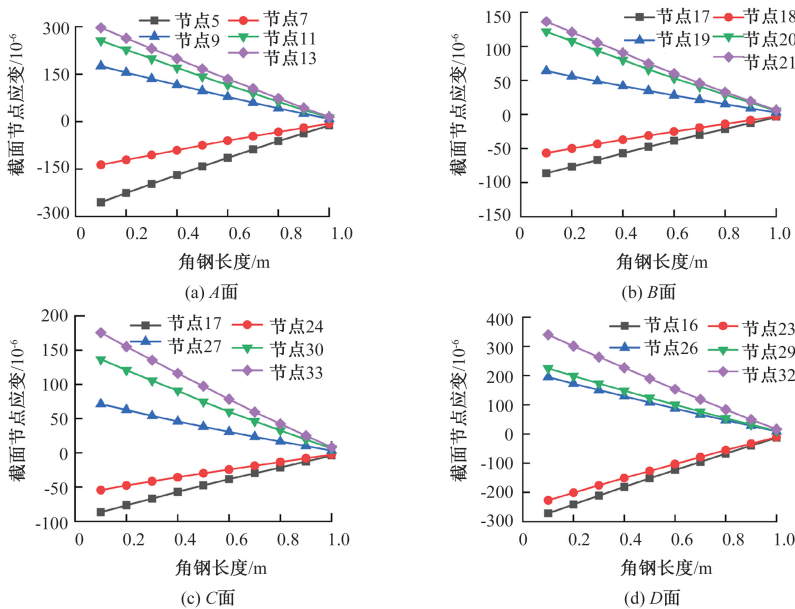 节点5 节点7
节点9 节点11
节点13
300
150
0
-150
-300
截面节点应变/10⁻⁶
0 0.2 0.4 0.6 0.8 1.0
角钢长度/m
(a) A面
节点17 节点18
节点19 节点20
节点21
150
100
50
0
-50
-100
-150
截面节点应变/10⁻⁶
0 0.2 0.4 0.6 0.8 1.0
角钢长度/m
(b) B面
节点17 节点24
节点27 节点30
节点33
200
150
100
50
0
-50
-100
截面节点应变/10⁻⁶
0 0.2 0.4 0.6 0.8 1.0
角钢长度/m
(c) C面
节点16 节点23
节点26 节点29
节点32
400
300
200
100
0
-100
-200
-300
截面节点应变/10⁻⁶
0 0.2 0.4 0.6 0.8 1.0
角钢长度/m
(d) D面